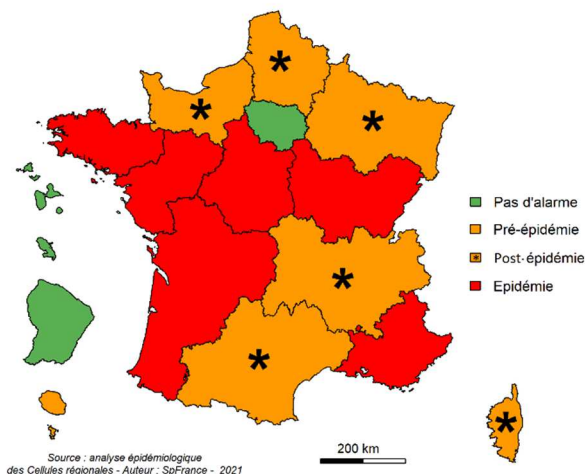 Pas d'alarme
Pré-épidémie
Post-épidémie
Epidémie
200 km
Source : analyse épidémiologique
des Cellules régionales - Auteur : SpFrance - 2021